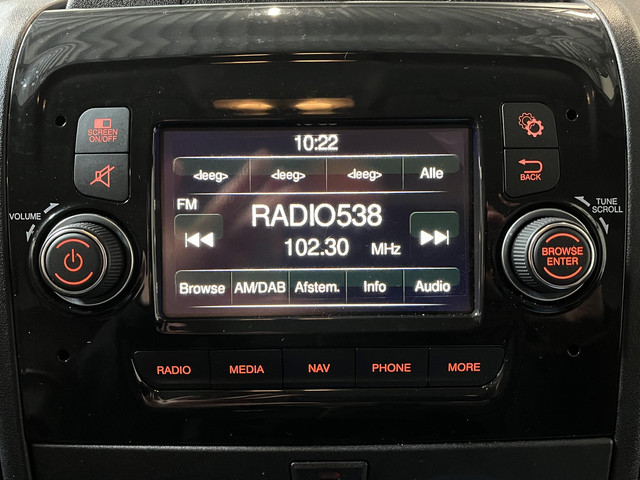 10:22
<leeg> <leeg> <leeg> Alle
FM
RADIO538
102.30 MHz
Browse AM/DAB Afstem. Info Audio
SCREEN
ON/OFF
VOLUME
BACK
TUNE
SCROLL
BROWSE
ENTER
RADIO MEDIA NAV PHONE MORE